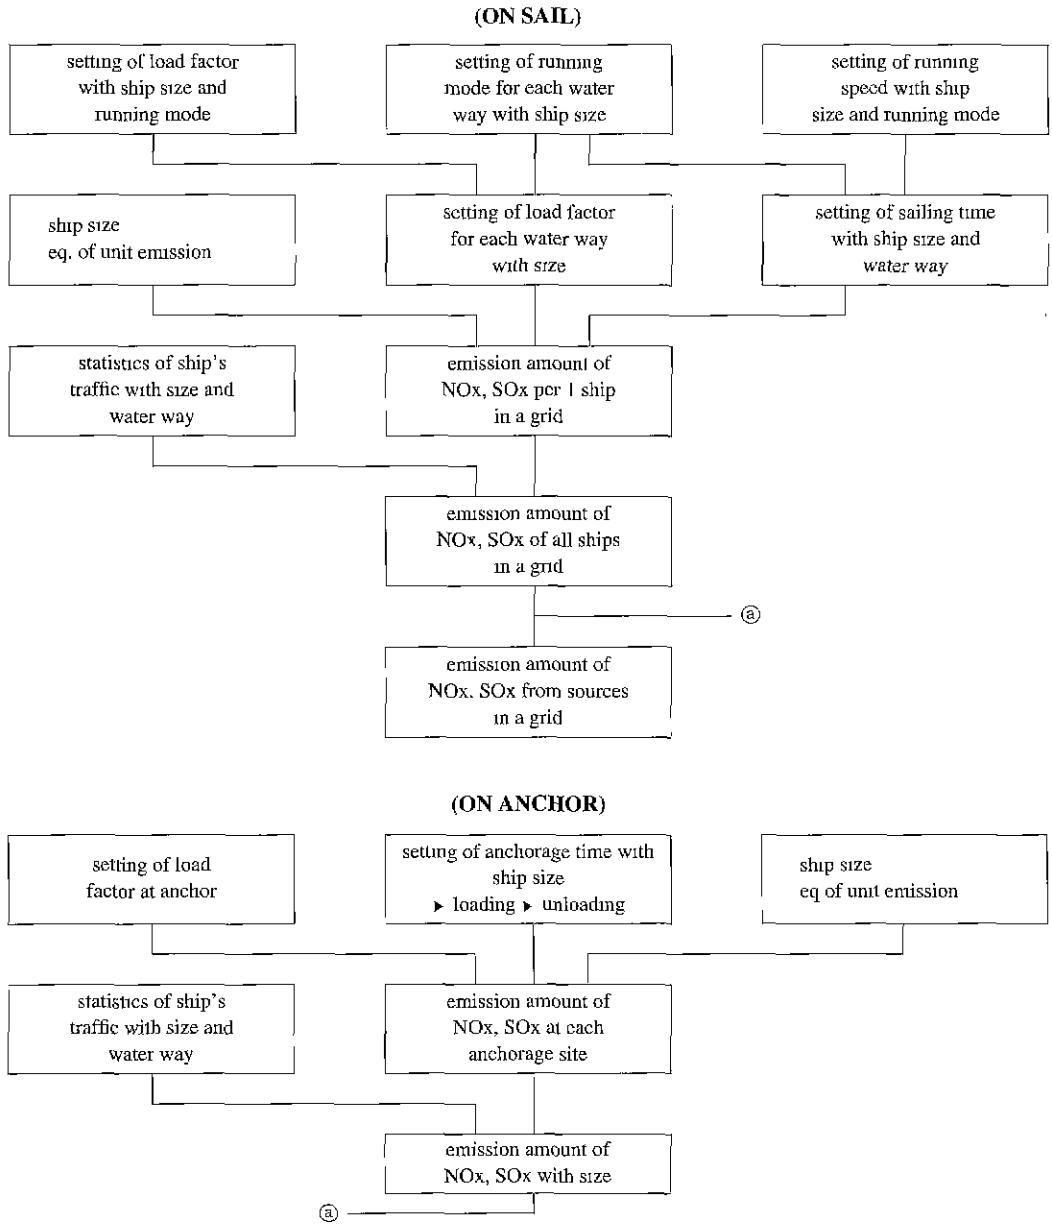 (ON SAIL)
setting of load factor
with ship size and
running mode
setting of running
mode for each water
way with ship size
setting of running
speed with ship
size and running mode
ship size
eq. of unit emission
setting of load factor
for each water way
with size
setting of sailing time
with ship size and
water way
statistics of ship's
traffic with size and
water way
emission amount of
NOx, SOx per 1 ship
in a grid
emission amount of
NOx, SOx of all ships
in a grid
ⓐ
emission amount of
NOx, SOx from sources
in a grid
(ON ANCHOR)
setting of load
factor at anchor
setting of anchorage time with
ship size
▶ loading ▶ unloading
ship size
eq of unit emission
statistics of ship's
traffic with size and
water way
emission amount of
NOx, SOx at each
anchorage site
emission amount of
NOx, SOx with size
ⓐ